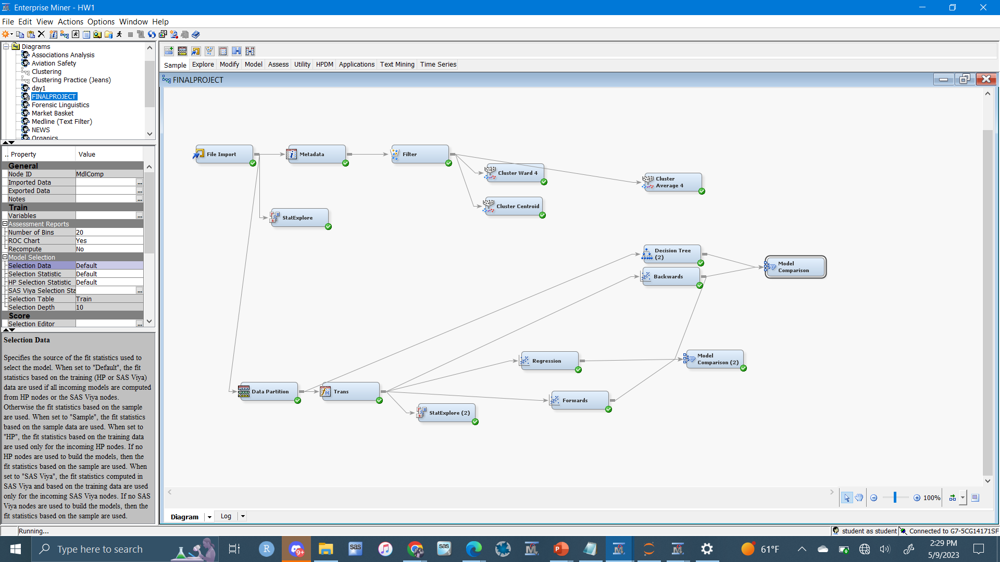 Enterprise Miner - HW1
File Edit View Actions Options Window Help
Diagrams
Associations Analysis
Aviation Safety
Clustering
Clustering Practice (Jeans)
day1
FINALPROJECT
Forensic Linguistics
Market Basket
Medline (Text Filter)
NEWS
Organics
.. Property Value
General
Node ID MdlComp
Imported Data ...
Exported Data ...
Notes ...
Train
Variables ...
Assessment Reports
Number of Bins 20
ROC Chart Yes
Recompute No
Model Selection
Selection Data Default
Selection Statistic Default
HP Selection Statistic Default
SAS Viya Selection Sta ...
Selection Table Train
Selection Depth 10
Score
Selection Editor ...
Selection Data
Specifies the source of the fit statistics used to
select the model. When set to "Default", the fit
statistics based on the training (HP or SAS Viya)
data are used if all incoming models are computed
from HP nodes or the SAS Viya nodes.
Otherwise the fit statistics based on the sample
are used. When set to "Sample", the fit statistics
based on the sample data are used. When set to
"HP", the fit statistics based on the training data
are used only for the incoming HP nodes. If no
HP nodes are used to build the models, then the
fit statistics based on the sample are used. When
set to "SAS Viya", the fit statistics computed in
SAS Viya and based on the training data are used
only for the incoming SAS Viya nodes. If no SAS
Viya nodes are used to build the models, then the
fit statistics based on the sample are used.
Sample Explore Modify Model Assess Utility HPDM Applications Text Mining Time Series
FINALPROJECT
File Import
Metadata
Filter
Cluster Ward 4
Cluster
Average 4
Cluster Centroid
StatExplore
Decision Tree
(2)
Model
Comparison
Backwards
Regression
Model
Comparison (2)
Data Partition
Trans
Forwards
StatExplore (2)
100%
Diagram
Log
Running...
student as student
Connected to G7-5CG14171SF
Type here to search
R
9+
sas
sas
P
61°F
2:29 PM
5/9/2023